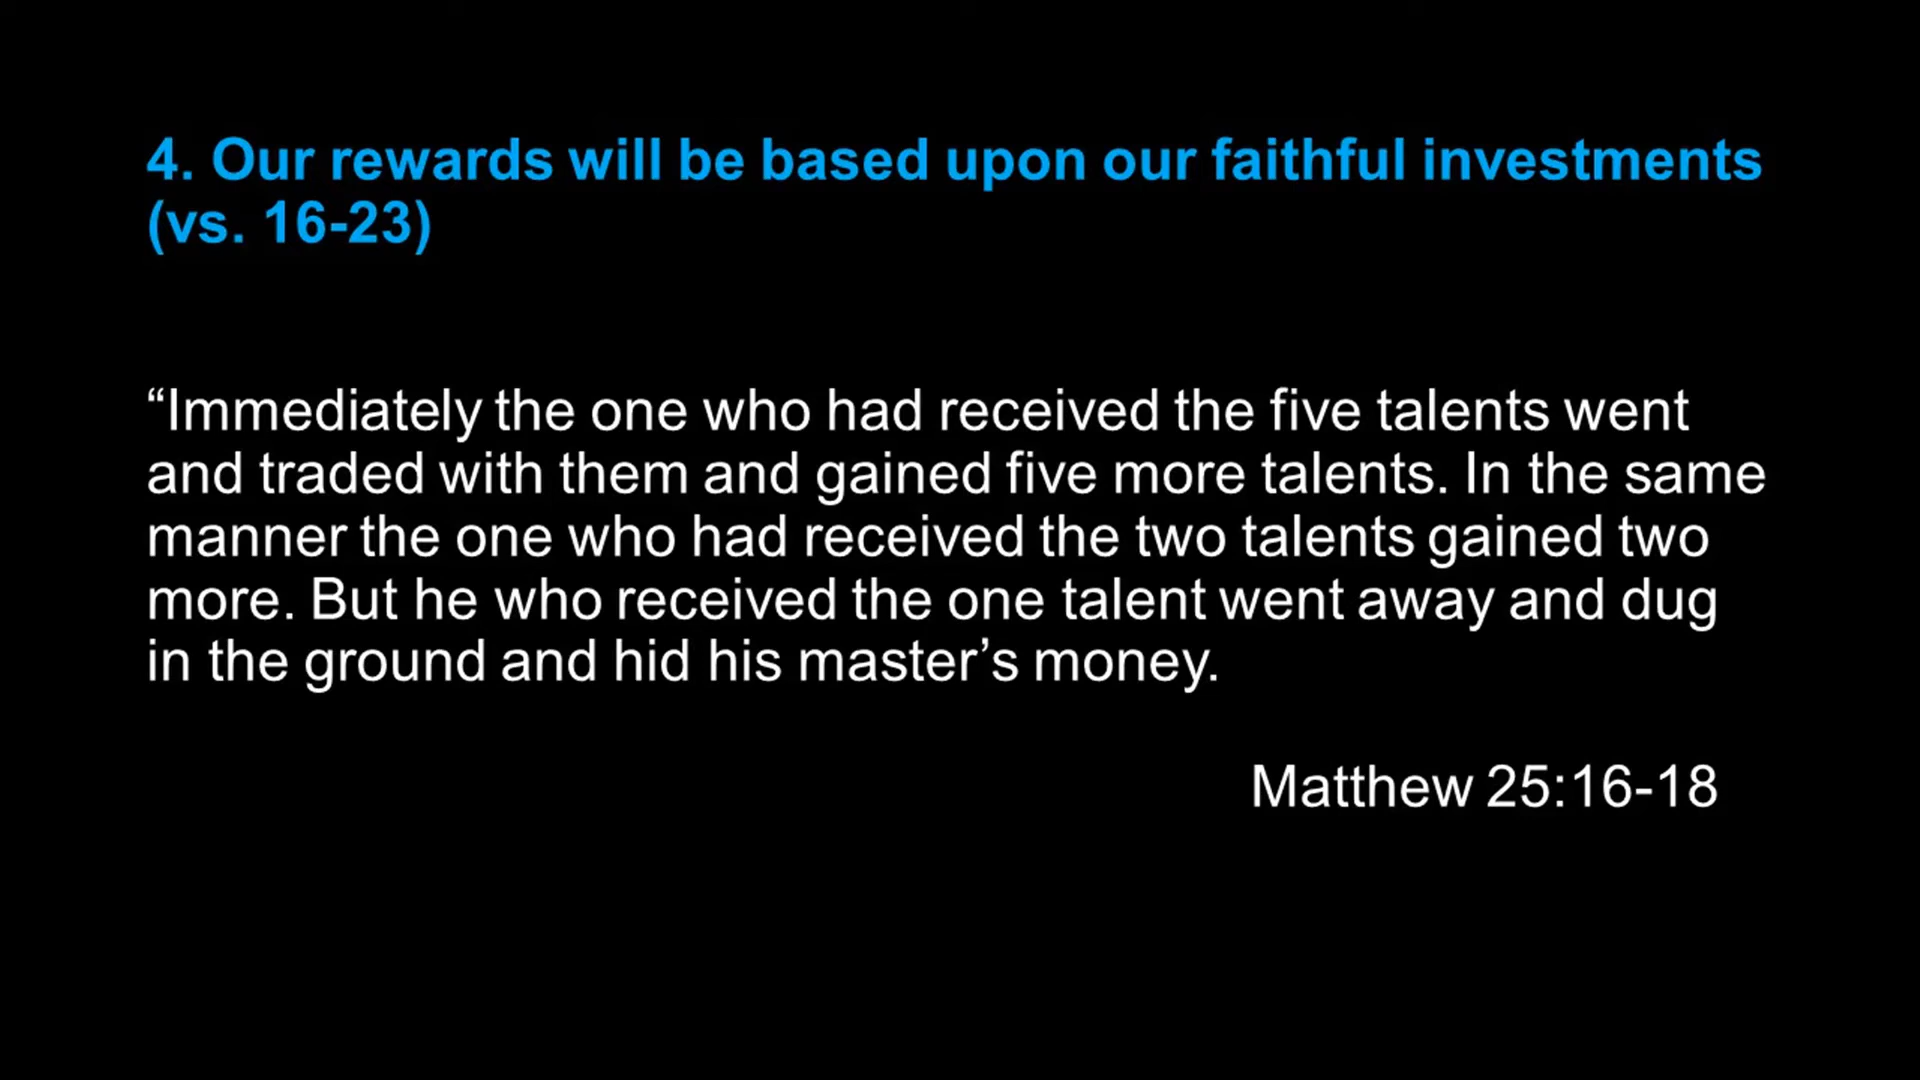 4. Our rewards will be based upon our faithful investments
(vs. 16-23)
“Immediately the one who had received the five talents went
and traded with them and gained five more talents. In the same
manner the one who had received the two talents gained two
more. But he who received the one talent went away and dug
in the ground and hid his master’s money.
Matthew 25:16-18